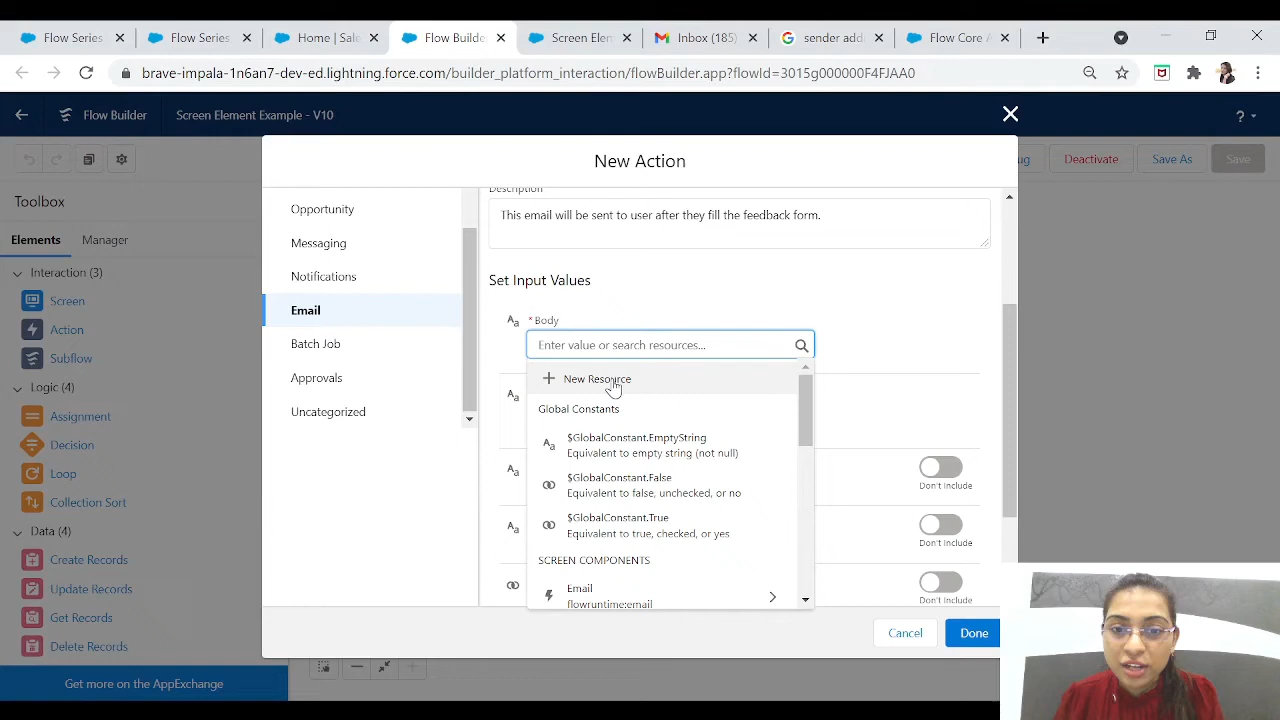 Flow Series
Flow Series
Home | Sale
Flow Builde
Screen Elem
Inbox (185)
sender adda
Flow Core A
brave-impala-1n6an7-dev-ed.lightning.force.com/builder_platform_interaction/flowBuilder.app?flowId=3015g000000F4FJAA0
Flow Builder
Screen Element Example - V10
?
New Action
ug
Deactivate
Save As
Save
Toolbox
Elements
Manager
Interaction (3)
Screen
Action
Subflow
Logic (4)
Assignment
Decision
Loop
Collection Sort
Data (4)
Create Records
Update Records
Get Records
Delete Records
Get more on the AppExchange
Opportunity
Messaging
Notifications
Email
Batch Job
Approvals
Uncategorized
Description
This email will be sent to user after they fill the feedback form.
Set Input Values
Aa
* Body
Enter value or search resources...
New Resource
Global Constants
Aa
$GlobalConstant.EmptyString
Equivalent to empty string (not null)
$GlobalConstant.False
Equivalent to false, unchecked, or no
$GlobalConstant.True
Equivalent to true, checked, or yes
SCREEN COMPONENTS
Email
flowruntime:email
Aa
Aa
Don't Include
Aa
Don't Include
Don't Include
Cancel
Done